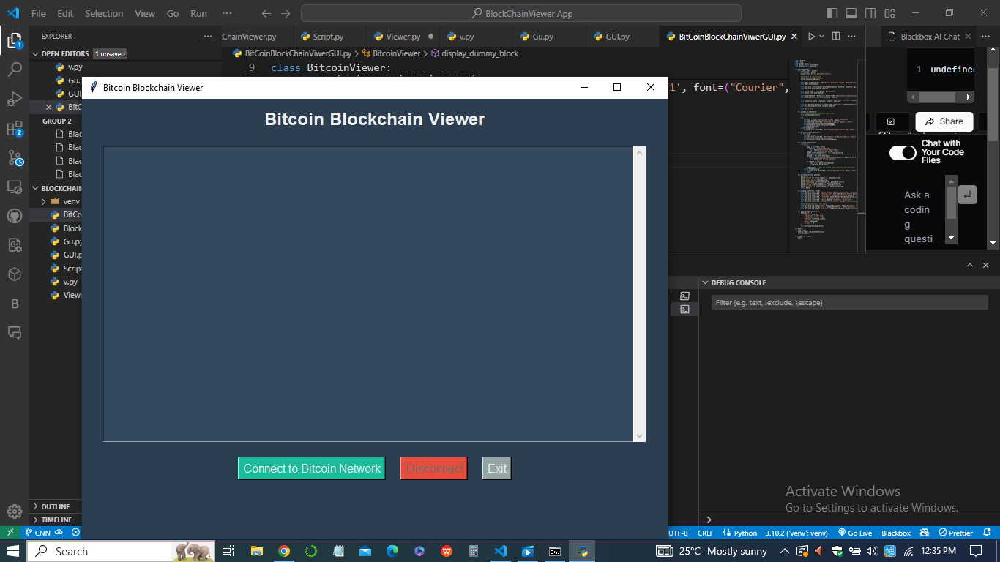 File Edit Selection View Go Run ··· BlockChainViewer App
EXPLORER ···
OPEN EDITORS 1 unsaved
v.py
Gu.p
GUI
BitC
GROUP 2
Blac
Blac
Blac
Blac
BLOCKCHAIN
venv
BitCo
Block
Gu.py
GUI.p
Script
v.py
Viewe
OUTLINE
TIMELINE
ChainViewer.py Script.py Viewer.py v.py Gu.py GUI.py BitCoinBlockChainViwerGUI.py
BitCoinBlockChainViwerGUI.py > BitcoinViewer > display_dummy_block
9 class BitcoinViewer:
f1', font=("Courier",
Bitcoin Blockchain Viewer
Bitcoin Blockchain Viewer
Connect to Bitcoin Network Disconnect Exit
Blackbox AI Chat ···
1 undefined
Share
Chat with
Your Code
Files
Ask a
codin
g
questi
DEBUG CONSOLE
Filter (e.g. text, !exclude, \escape)
Activate Windows
Go to Settings to activate Windows.
CNN UTF-8 CRLF Python 3.10.2 ('venv': venv) Go Live Blackbox Prettier
Search 25°C Mostly sunny 12:35 PM